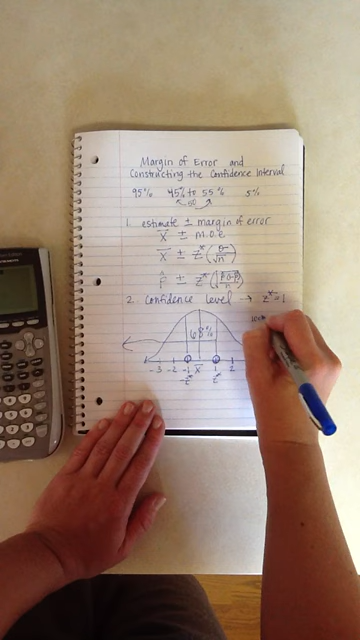 Margin of Error and
Constructing the Confidence Interval
95% 45% to 55% 5%
50
1. estimate ± margin of error
X̄ ± m.o.e
X̄ ± z*(σ/√n)
p̂ ± z*(√p̂(1-p̂)/n)
2. Confidence level → z*=1
68%
-3 -2 -1 X̄ 1 2
-z* z*